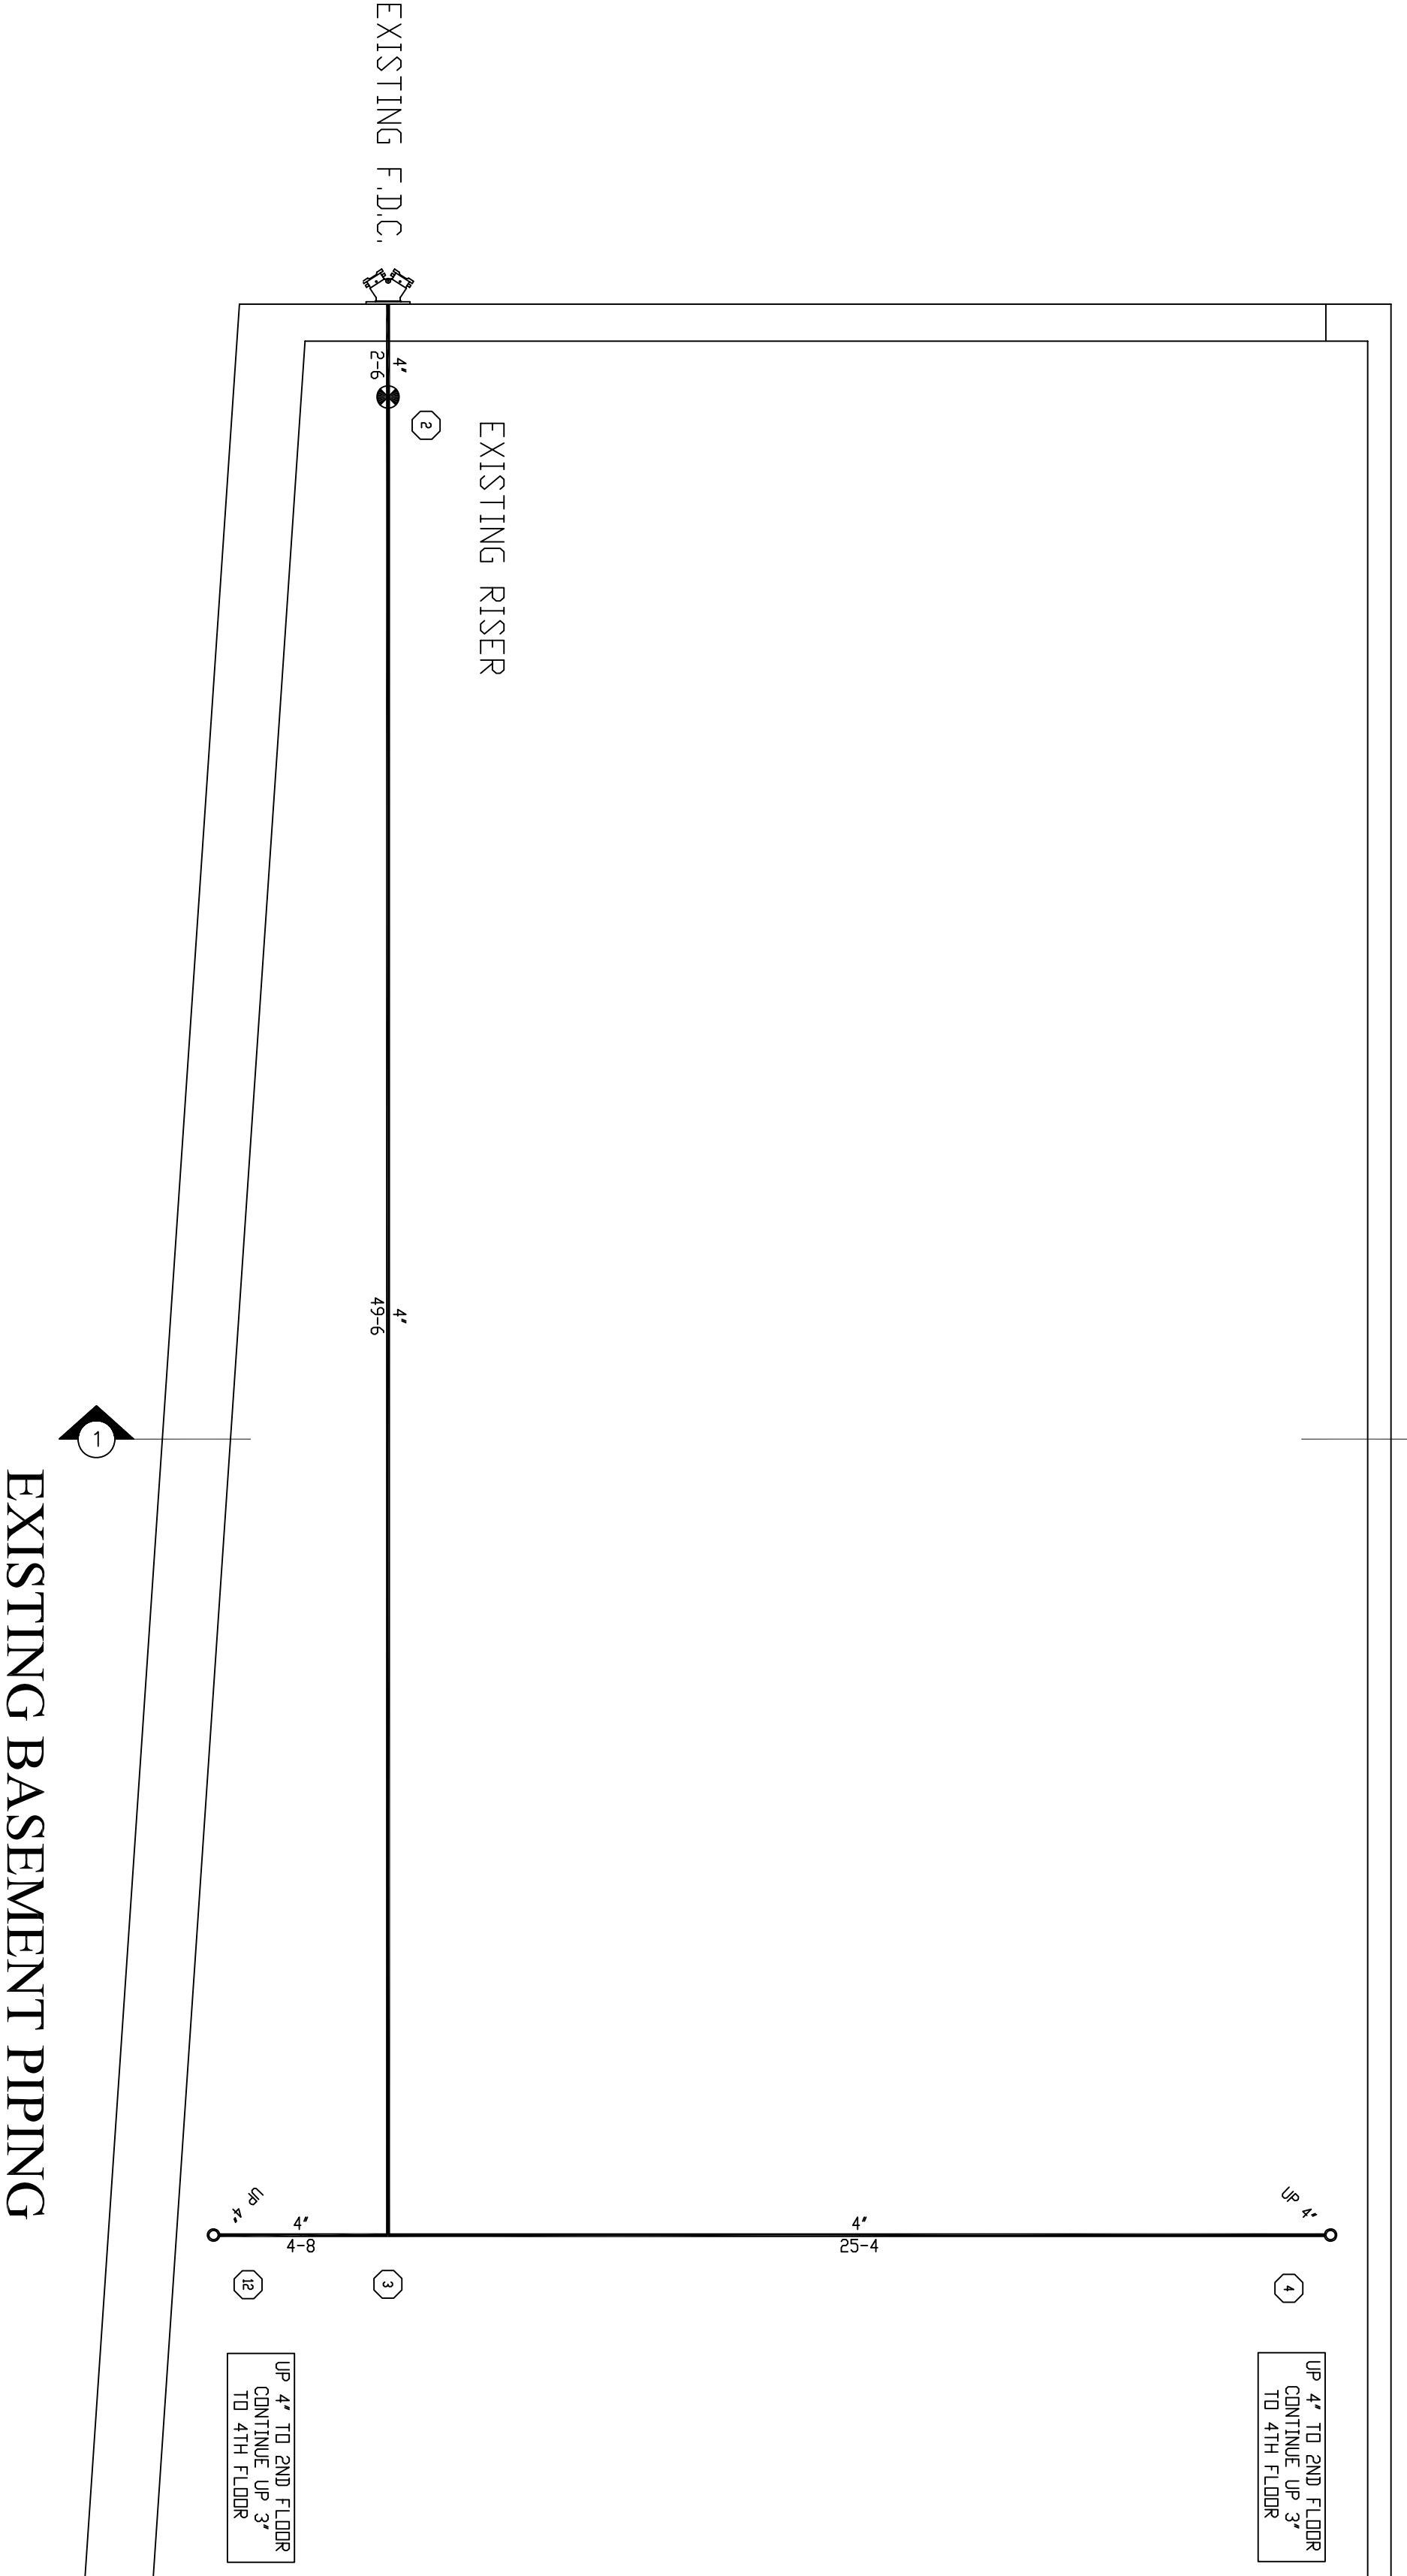 EXISTING F.D.C.
4"
2-6
2
EXISTING RISER
4"
49-6
1
EXISTING BASEMENT PIPING
UP 4"
4"
4-8
4"
25-4
UP 4"
12
3
4
UP 4" TO 2ND FLOOR
CONTINUE UP 3"
TO 4TH FLOOR
UP 4" TO 2ND FLOOR
CONTINUE UP 3"
TO 4TH FLOOR